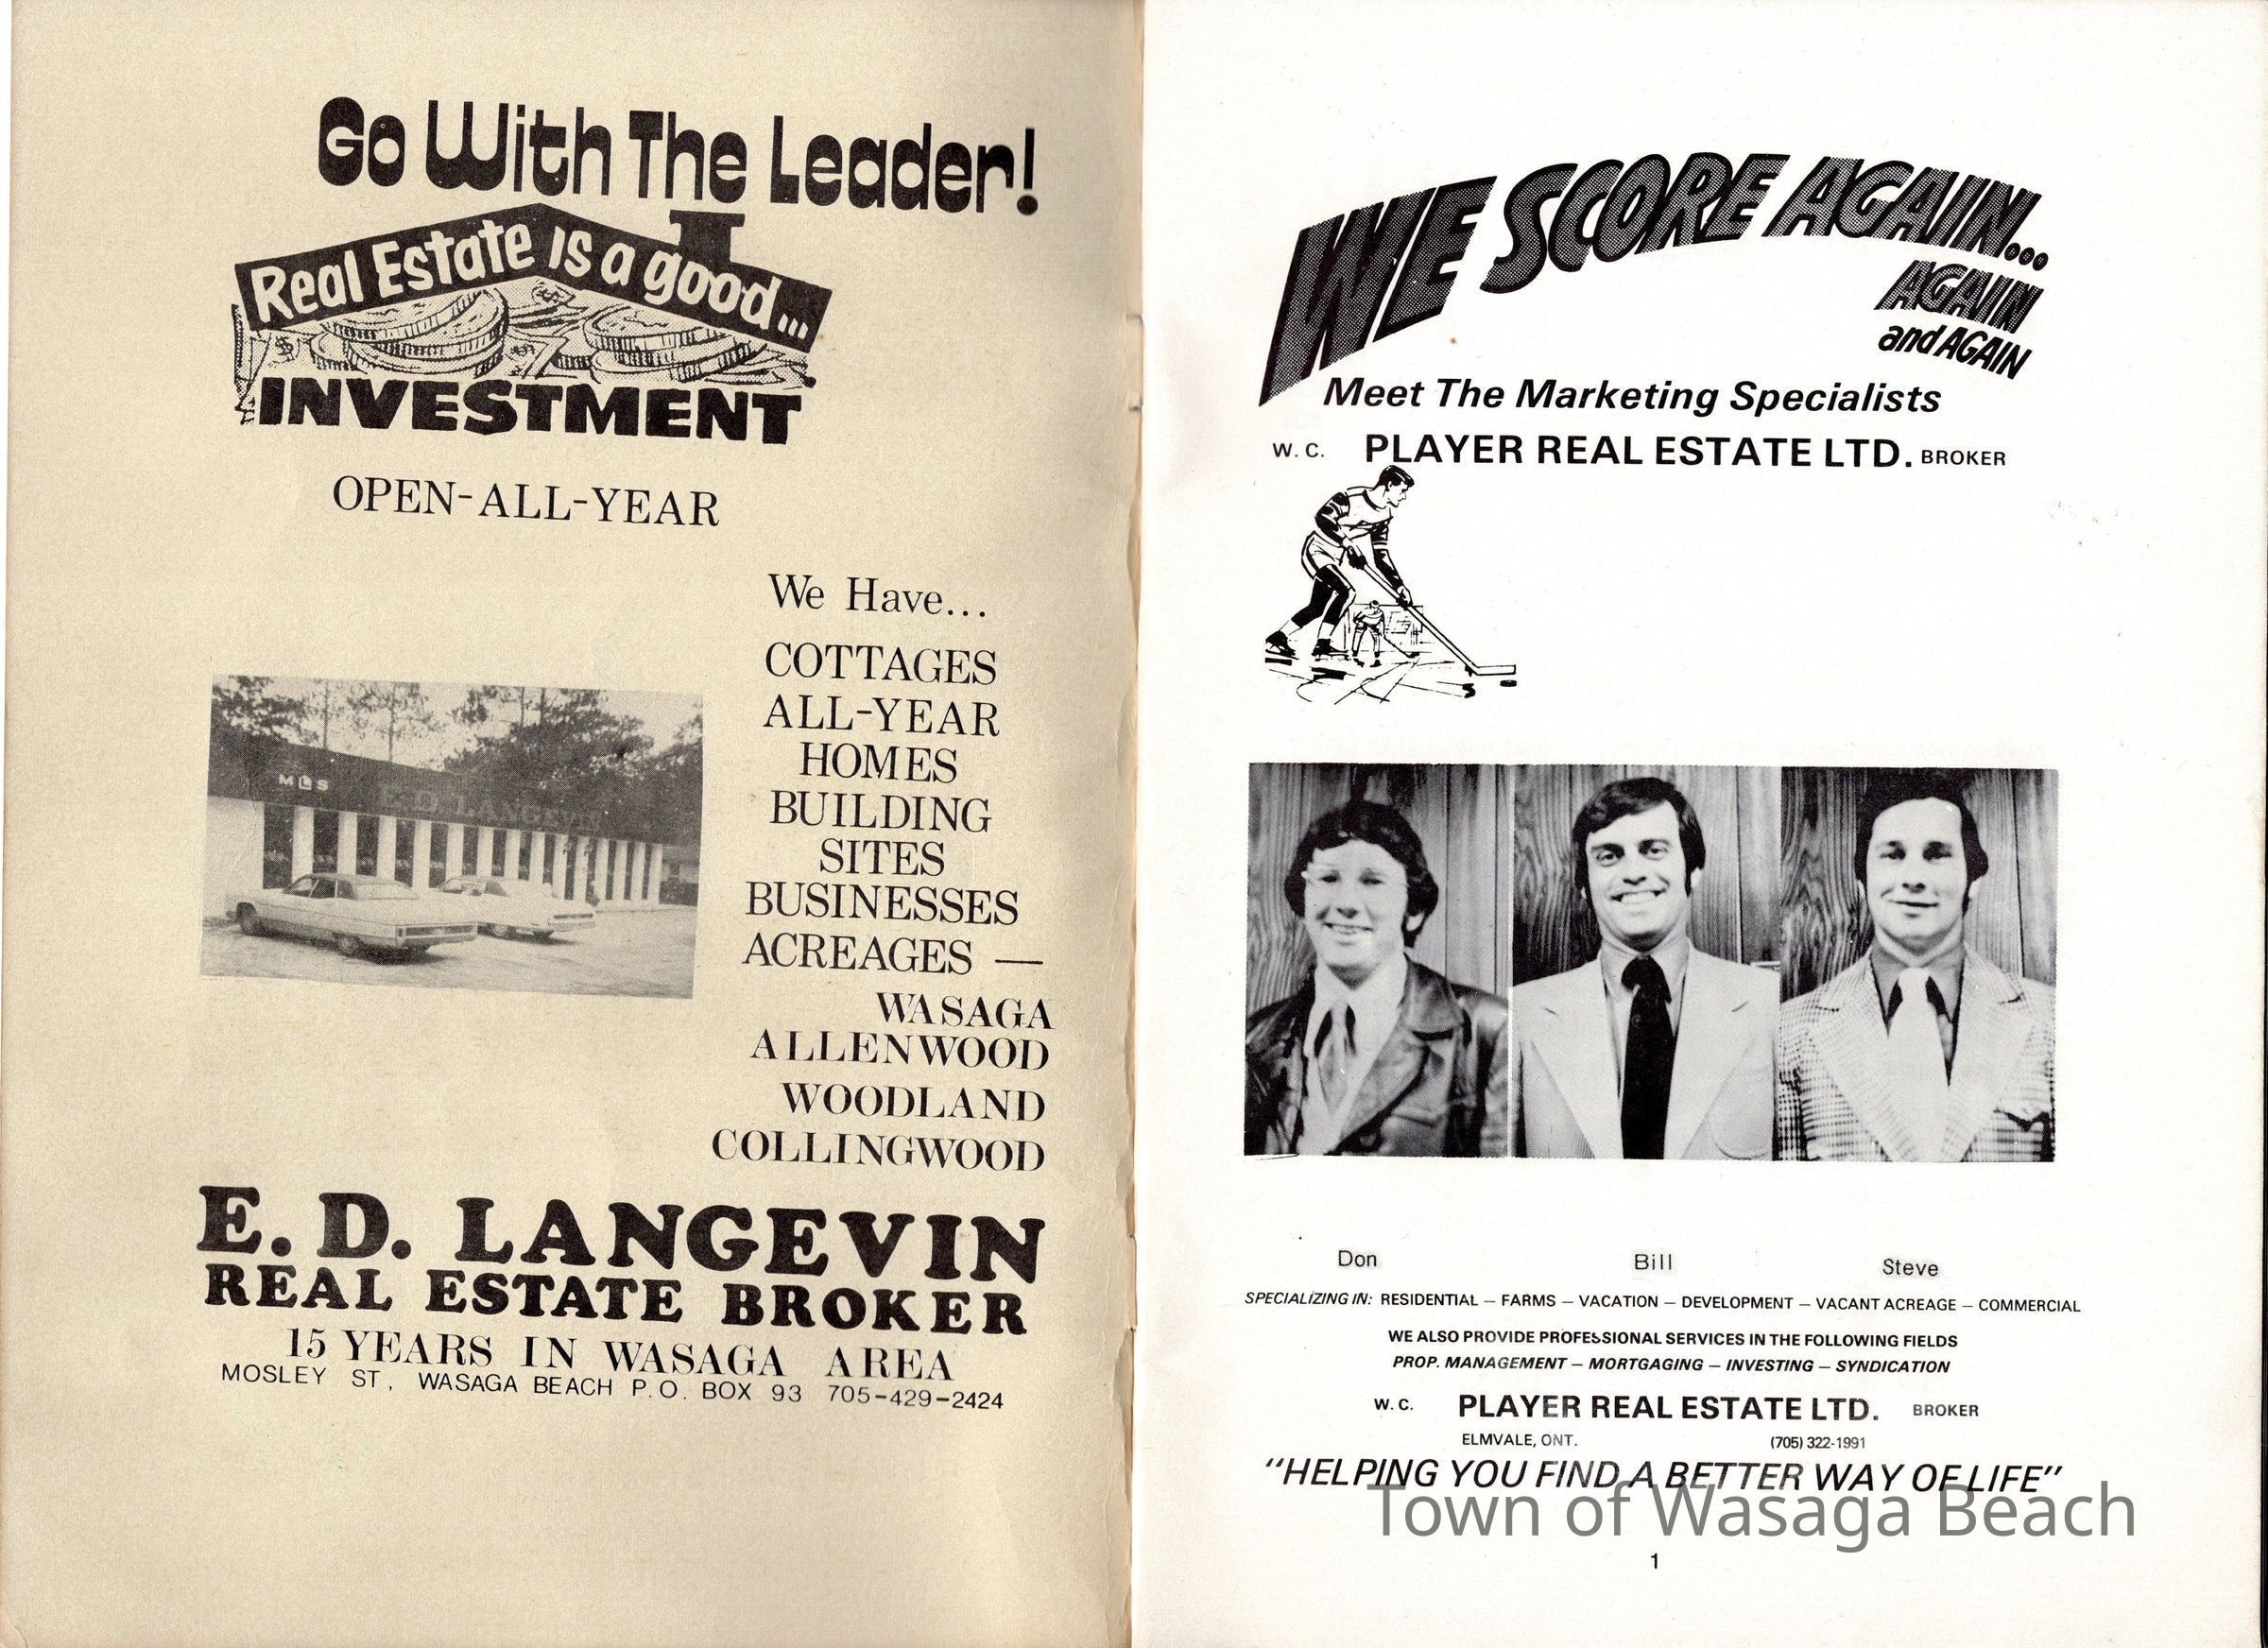 Go With The Leader!
Real Estate is a good...
INVESTMENT
OPEN-ALL-YEAR
We Have...
COTTAGES
ALL-YEAR
HOMES
BUILDING
SITES
BUSINESSES
ACREAGES —
WASAGA
ALLENWOOD
WOODLAND
COLLINGWOOD
MLS
E.D. LANGEVIN
E. D. LANGEVIN
REAL ESTATE BROKER
15 YEARS IN WASAGA AREA
MOSLEY ST, WASAGA BEACH P.O. BOX 93 705-429-2424
WE SCORE AGAIN...
AGAIN
and AGAIN
Meet The Marketing Specialists
W. C. PLAYER REAL ESTATE LTD. BROKER
Don Bill Steve
SPECIALIZING IN: RESIDENTIAL — FARMS — VACATION — DEVELOPMENT — VACANT ACREAGE — COMMERCIAL
WE ALSO PROVIDE PROFESSIONAL SERVICES IN THE FOLLOWING FIELDS
PROP. MANAGEMENT — MORTGAGING — INVESTING — SYNDICATION
W. C. PLAYER REAL ESTATE LTD. BROKER
ELMVALE, ONT. (705) 322-1991
"HELPING YOU FIND A BETTER WAY OF LIFE"
Town of Wasaga Beach
1